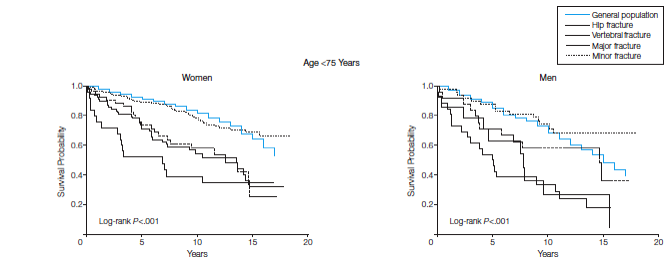 General population
Hip fracture
Vertebral fracture
Major fracture
Minor fracture
Age <75 Years
Women
Men
Survival Probability
1.0
0.8
0.6
0.4
0.2
Log-rank P<.001
0
5
10
15
20
Years
Survival Probability
1.0
0.8
0.6
0.4
0.2
Log-rank P<.001
0
5
10
15
20
Years